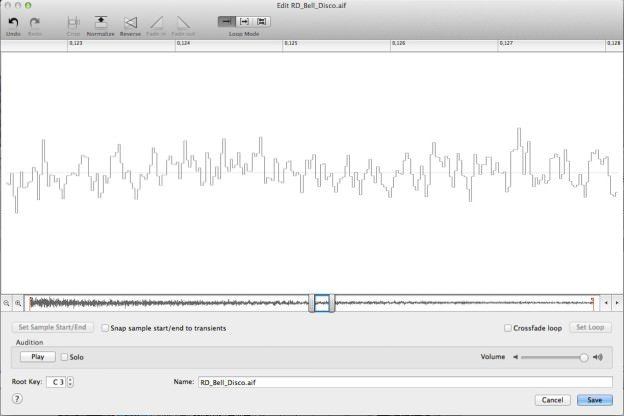 Edit RD_Bell_Disco.aif
Undo Redo Crop Normalize Reverse Fade in Fade out Loop Mode
0,123 0,124 0,125 0,126 0,127 0,128
Set Sample Start/End Snap sample start/end to transients Crossfade loop Set Loop
Audition
Play Solo Volume
Root Key: C 3 Name: RD_Bell_Disco.aif
? Cancel Save